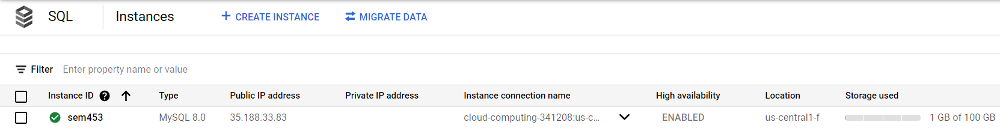 SQL Instances + CREATE INSTANCE MIGRATE DATA
Filter Enter property name or value
Instance ID ? Type Public IP address Private IP address Instance connection name High availability Location Storage used
sem453 MySQL 8.0 35.188.33.83 cloud-computing-341208:us-c... ENABLED us-central1-f 1 GB of 100 GB